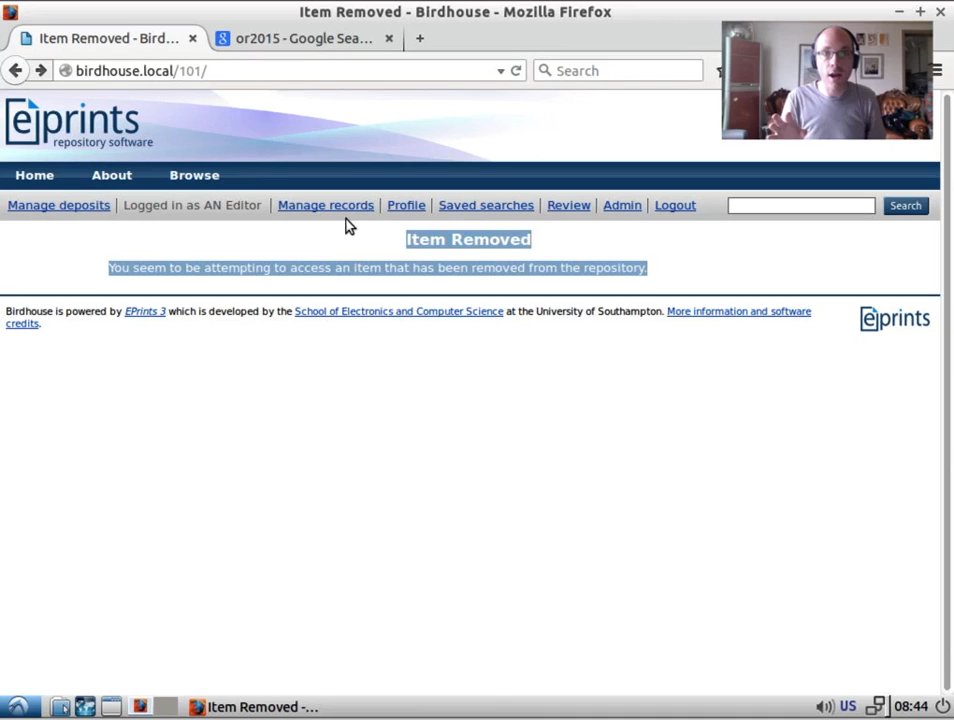 Item Removed - Birdhouse - Mozilla Firefox
Item Removed - Bird...
or2015 - Google Sea...
birdhouse.local/101/
Search
eprints
repository software
Home About Browse
Manage deposits Logged in as AN Editor Manage records Profile Saved searches Review Admin Logout Search
Item Removed
You seem to be attempting to access an item that has been removed from the repository.
Birdhouse is powered by EPrints 3 which is developed by the School of Electronics and Computer Science at the University of Southampton. More information and software
credits.
eprints
Item Removed -...
US
08:44